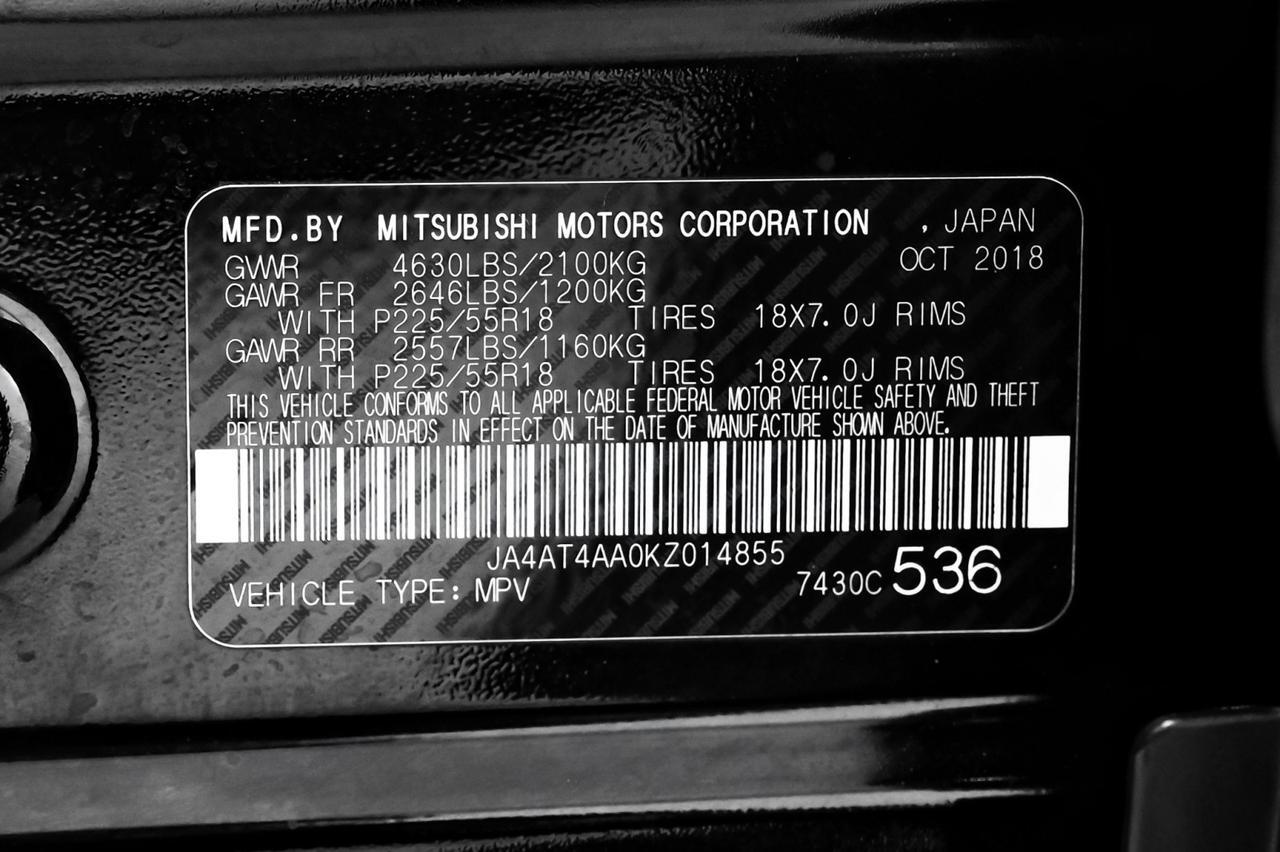 MFD.BY MITSUBISHI MOTORS CORPORATION , JAPAN
GVWR 4630LBS/2100KG OCT 2018
GAWR FR 2646LBS/1200KG
WITH P225/55R18 TIRES 18X7.0J RIMS
GAWR RR 2557LBS/1160KG
WITH P225/55R18 TIRES 18X7.0J RIMS
THIS VEHICLE CONFORMS TO ALL APPLICABLE FEDERAL MOTOR VEHICLE SAFETY AND THEFT
PREVENTION STANDARDS IN EFFECT ON THE DATE OF MANUFACTURE SHOWN ABOVE.
JA4AT4AA0KZ014855
VEHICLE TYPE: MPV 7430C 536